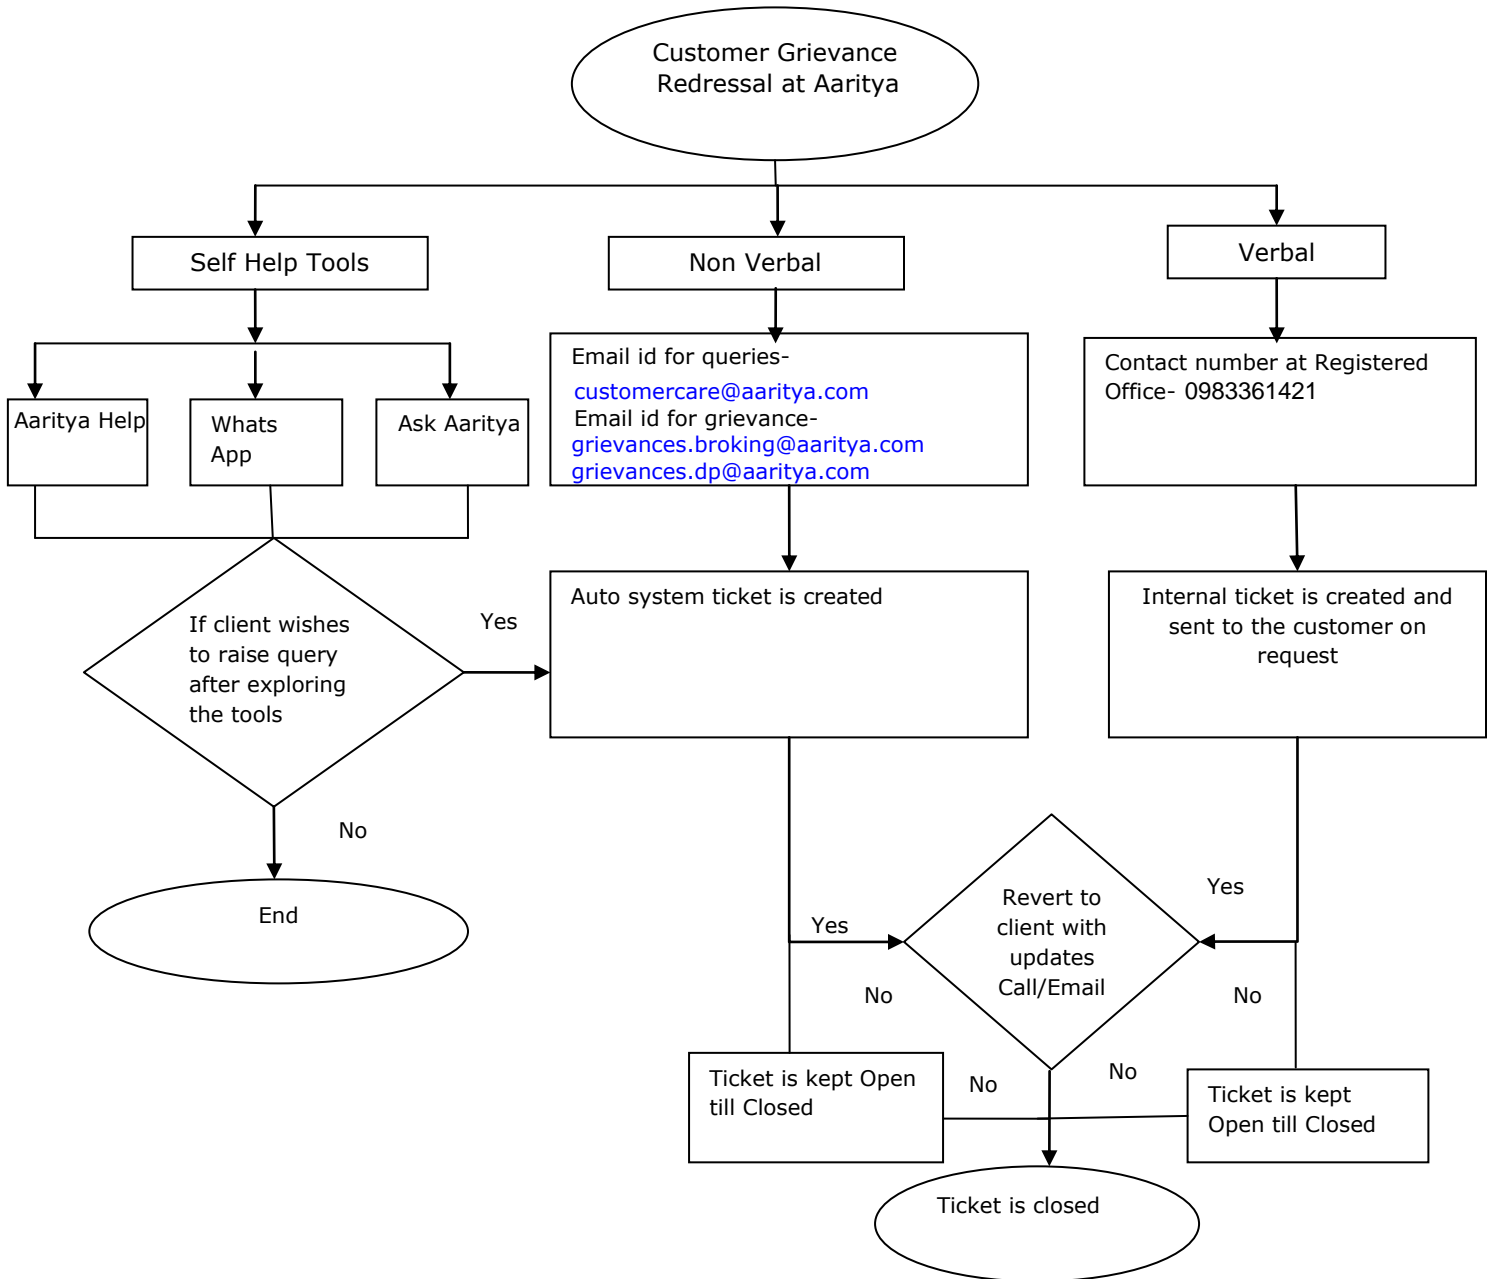 Customer Grievance
Redressal at Aaritya
Self Help Tools
Non Verbal
Verbal
Aaritya Help
Whats
App
Ask Aaritya
Email id for queries-
customercare@aaritya.com
Email id for grievance-
grievances.broking@aaritya.com
grievances.dp@aaritya.com
Contact number at Registered
Office- 0983361421
If client wishes
to raise query
after exploring
the tools
Yes
Auto system ticket is created
Internal ticket is created and
sent to the customer on
request
No
End
Yes
Revert to
client with
updates
Call/Email
Yes
No
No
Ticket is kept Open
till Closed
No
No
Ticket is kept
Open till Closed
Ticket is closed